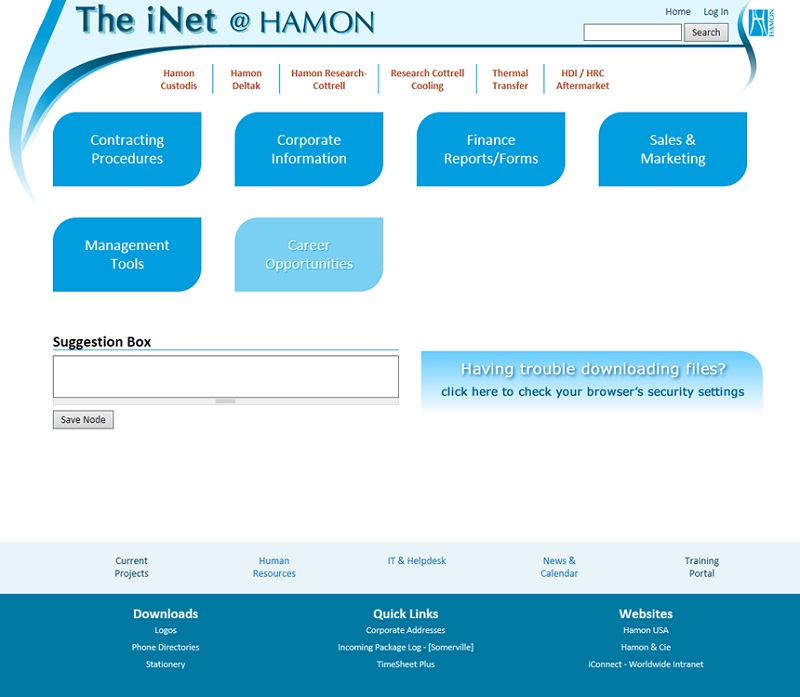 The iNet @ HAMON
Home Log In
Search
HAMON
Hamon Custodis
Hamon Deltak
Hamon Research-Cottrell
Research Cottrell Cooling
Thermal Transfer
HDI / HRC Aftermarket
Contracting
Procedures
Corporate
Information
Finance
Reports/Forms
Sales &
Marketing
Management
Tools
Career
Opportunities
Suggestion Box
Save Node
Having trouble downloading files?
click here to check your browser's security settings
Current
Projects
Human
Resources
IT & Helpdesk
News &
Calendar
Training
Portal
Downloads
Logos
Phone Directories
Stationery
Quick Links
Corporate Addresses
Incoming Package Log - [Somerville]
TimeSheet Plus
Websites
Hamon USA
Hamon & Cie
iConnect - Worldwide Intranet